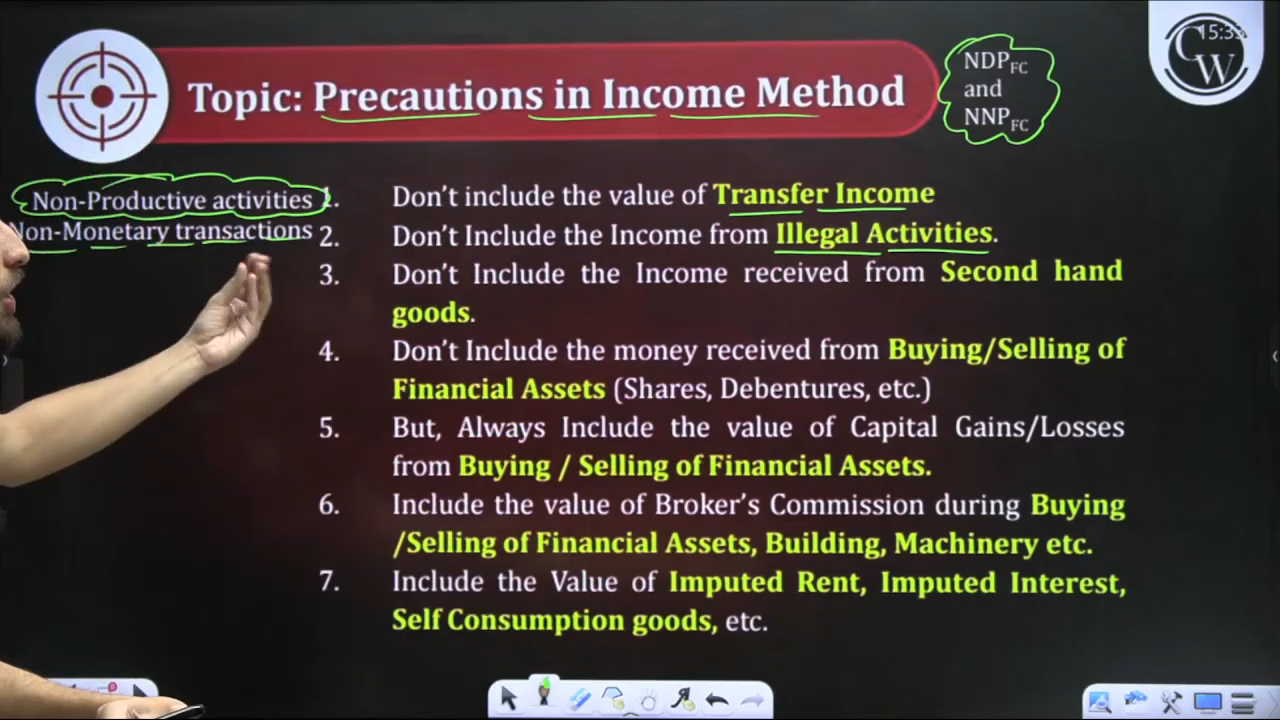 15:3
CW
Topic: Precautions in Income Method
NDPFC
and
NNPFC
Non-Productive activities
Non-Monetary transactions
1. Don't include the value of Transfer Income
2. Don't Include the Income from Illegal Activities.
3. Don't Include the Income received from Second hand
goods.
4. Don't Include the money received from Buying/Selling of
Financial Assets (Shares, Debentures, etc.)
5. But, Always Include the value of Capital Gains/Losses
from Buying / Selling of Financial Assets.
6. Include the value of Broker's Commission during Buying
/Selling of Financial Assets, Building, Machinery etc.
7. Include the Value of Imputed Rent, Imputed Interest,
Self Consumption goods, etc.